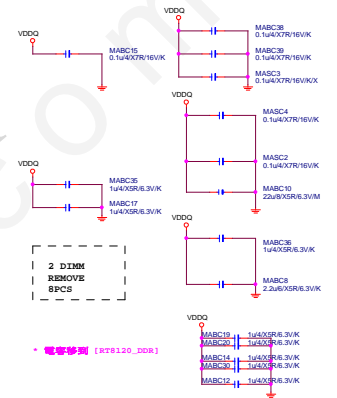 VDDQ
MABC15
0.1u/4/X7R/16V/K
VDDQ
MABC38
0.1u/4/X7R/16V/K
MABC39
0.1u/4/X7R/16V/K
MASC3
0.1u/4/X7R/16V/K/X
VDDQ
MASC4
0.1u/4/X7R/16V/K
MASC2
0.1u/4/X7R/16V/K
MABC10
22u/8/X5R/6.3V/M
VDDQ
MABC35
1u/4/X5R/6.3V/K
MABC17
1u/4/X5R/6.3V/K
VDDQ
MABC36
1u/4/X5R/6.3V/K
MABC8
2.2u/6/X5R/6.3V/K
2 DIMM
REMOVE
8PCS
* 電容移到 [RT8120_DDR]
VDDQ
MABC19 1u/4/X5R/6.3V/K
MABC20 1u/4/X5R/6.3V/K
MABC14 1u/4/X5R/6.3V/K
MABC30 1u/4/X5R/6.3V/K
MABC12 1u/4/X5R/6.3V/K